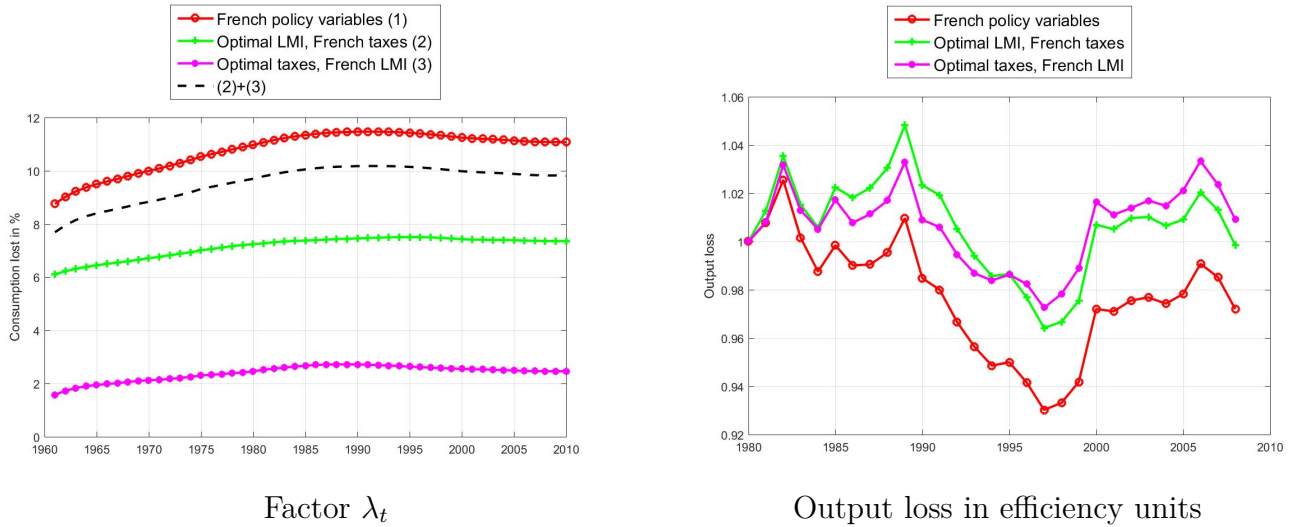 French policy variables (1)
Optimal LMI, French taxes (2)
Optimal taxes, French LMI (3)
(2)+(3)
Consumption lost in %
12
10
8
6
4
2
0
1960 1965 1970 1975 1980 1985 1990 1995 2000 2005 2010
Factor λt
French policy variables
Optimal LMI, French taxes
Optimal taxes, French LMI
Output loss
1.06
1.04
1.02
1
0.98
0.96
0.94
0.92
1980 1985 1990 1995 2000 2005 2010
Output loss in efficiency units